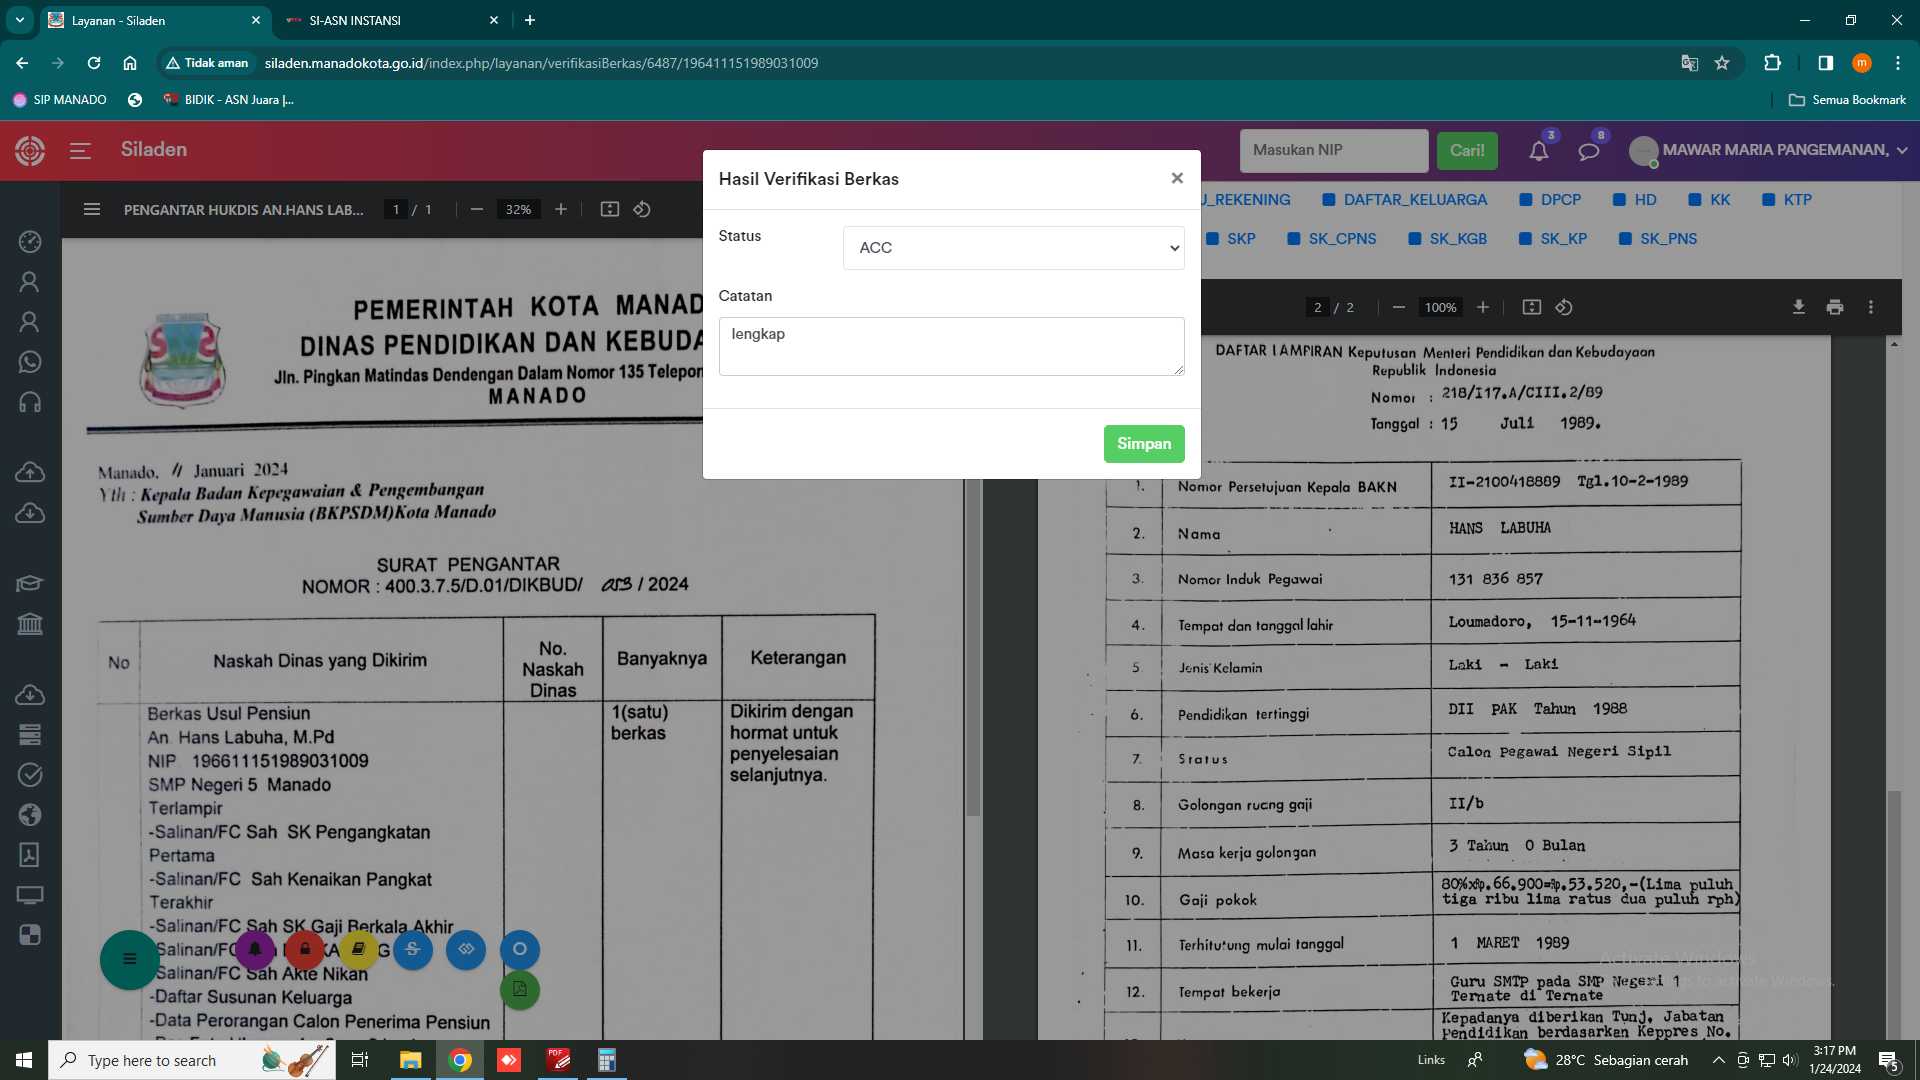 Layanan - Siladen
SI-ASN INSTANSI
Tidak aman
siladen.manadokota.go.id/index.php/layanan/verifikasiBerkas/6487/196411151989031009
SIP MANADO
BIDIK - ASN Juara |...
Semua Bookmark
Siladen
Masukan NIP
Cari!
3
8
MAWAR MARIA PANGEMANAN,
PENGANTAR HUKDIS AN.HANS LAB...
1 / 1
32%
Hasil Verifikasi Berkas
Status
ACC
Catatan
lengkap
Simpan
U_REKENING
DAFTAR_KELUARGA
DPCP
HD
KK
KTP
SKP
SK_CPNS
SK_KGB
SK_KP
SK_PNS
2 / 2
100%
PEMERINTAH KOTA MANAD
DINAS PENDIDIKAN DAN KEBUDA
Jln. Pingkan Matindas Dendengan Dalam Nomor 135 Telepon
MANADO
Manado, 11 Januari 2024
Yth : Kepala Badan Kepegawaian & Pengembangan
Sumber Daya Manusia (BKPSDM)Kota Manado
SURAT PENGANTAR
NOMOR : 400.3.7.5/D.01/DIKBUD/ / 2024
No
Naskah Dinas yang Dikirim
No. Naskah Dinas
Banyaknya
Keterangan
Berkas Usul Pensiun
An. Hans Labuha, M.Pd
NIP 196611151989031009
SMP Negeri 5 Manado
Terlampir
-Salinan/FC Sah SK Pengangkatan
Pertama
-Salinan/FC Sah Kenaikan Pangkat
Terakhir
-Salinan/FC Sah SK Gaji Berkala Akhir
-Salinan/FC
-Salinan/FC Sah Akte Nikah
-Daftar Susunan Keluarga
-Data Perorangan Calon Penerima Pensiun
1(satu)
berkas
Dikirim dengan
hormat untuk
penyelesaian
selanjutnya.
DAFTAR LAMPIRAN Keputusan Menteri Pendidikan dan Kebudayaan
Republik Indonesia
Nomor : 218/I17.A/CIII.2/89
Tanggal : 15 Juli 1989.
1. Nomor Persetujuan Kepala BAKN II-2100418889 Tgl.10-2-1989
2. Nama HANS LABUHA
3. Nomor Induk Pegawai 131 836 857
4. Tempat dan tanggal lahir Loumadoro, 15-11-1964
5. Jenis Kelamin Laki - Laki
6. Pendidikan tertinggi DII PAK Tahun 1988
7. Status Calon Pegawai Negeri Sipil
8. Golongan ruang gaji II/b
9. Masa kerja golongan 3 Tahun 0 Bulan
10. Gaji pokok 80%xRp.66.900=Rp.53.520,-(Lima puluh
tiga ribu lima ratus dua puluh rph)
11. Terhitung mulai tanggal 1 MARET 1989
12. Tempat bekerja Guru SMTP pada SMP Negeri 1
Ternate di Ternate
Kepadanya diberikan Tunj. Jabatan
Pendidikan berdasarkan Keppres No.
Activate Windows
Type here to search
Links
28°C Sebagian cerah
3:17 PM
1/24/2024
5